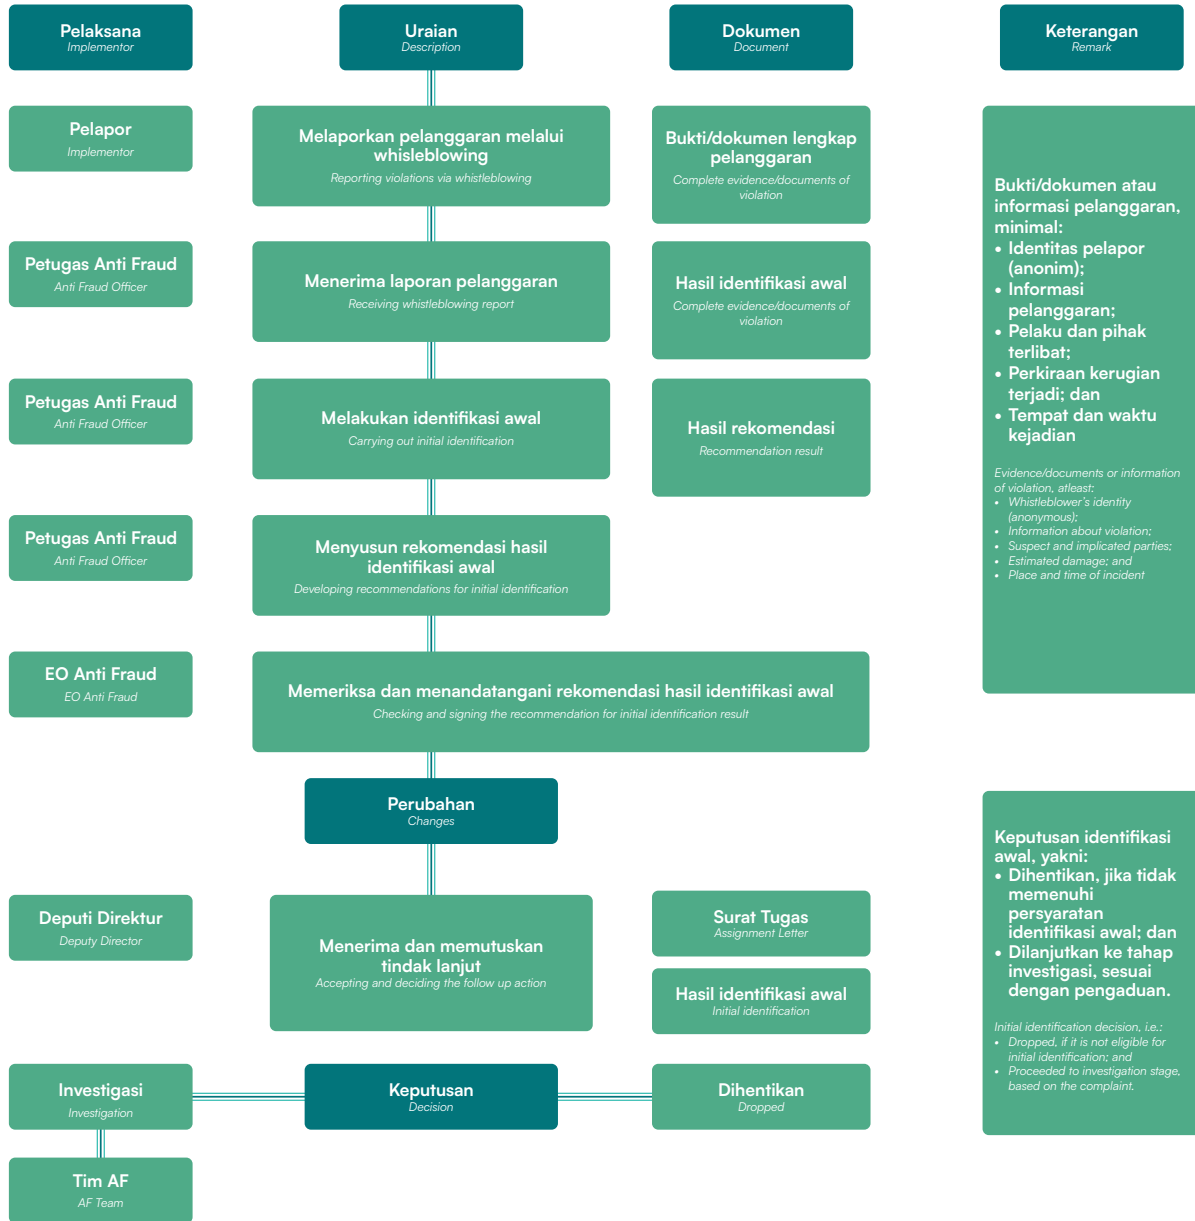 Pelaksana
Implementor
Uraian
Description
Dokumen
Document
Keterangan
Remark
Pelapor
Implementor
Melaporkan pelanggaran melalui
whisleblowing
Reporting violations via whistleblowing
Bukti/dokumen lengkap
pelanggaran
Complete evidence/documents of
violation
Petugas Anti Fraud
Anti Fraud Officer
Menerima laporan pelanggaran
Receiving whistleblowing report
Hasil identifikasi awal
Complete evidence/documents of
violation
Petugas Anti Fraud
Anti Fraud Officer
Melakukan identifikasi awal
Carrying out initial identification
Hasil rekomendasi
Recommendation result
Petugas Anti Fraud
Anti Fraud Officer
Menyusun rekomendasi hasil
identifikasi awal
Developing recommendations for initial identification
EO Anti Fraud
EO Anti Fraud
Memeriksa dan menandatangani rekomendasi hasil identifikasi awal
Checking and signing the recommendation for initial identification result
Bukti/dokumen atau
informasi pelanggaran,
minimal:
• Identitas pelapor
(anonim);
• Informasi
pelanggaran;
• Pelaku dan pihak
terlibat;
• Perkiraan kerugian
terjadi; dan
• Tempat dan waktu
kejadian
Evidence/documents or information
of violation, atleast:
• Whistleblower's identity
(anonymous);
• Information about violation;
• Suspect and implicated parties;
• Estimated damage; and
• Place and time of incident
Perubahan
Changes
Deputi Direktur
Deputy Director
Menerima dan memutuskan
tindak lanjut
Accepting and deciding the follow up action
Surat Tugas
Assignment Letter
Hasil identifikasi awal
Initial identification
Investigasi
Investigation
Keputusan
Decision
Dihentikan
Dropped
Tim AF
AF Team
Keputusan identifikasi
awal, yakni:
• Dihentikan, jika tidak
memenuhi
persyaratan
identifikasi awal; dan
• Dilanjutkan ke tahap
investigasi, sesuai
dengan pengaduan.
Initial identification decision, i.e.:
• Dropped, if it is not eligible for
initial identification; and
• Proceeded to investigation stage,
based on the complaint.